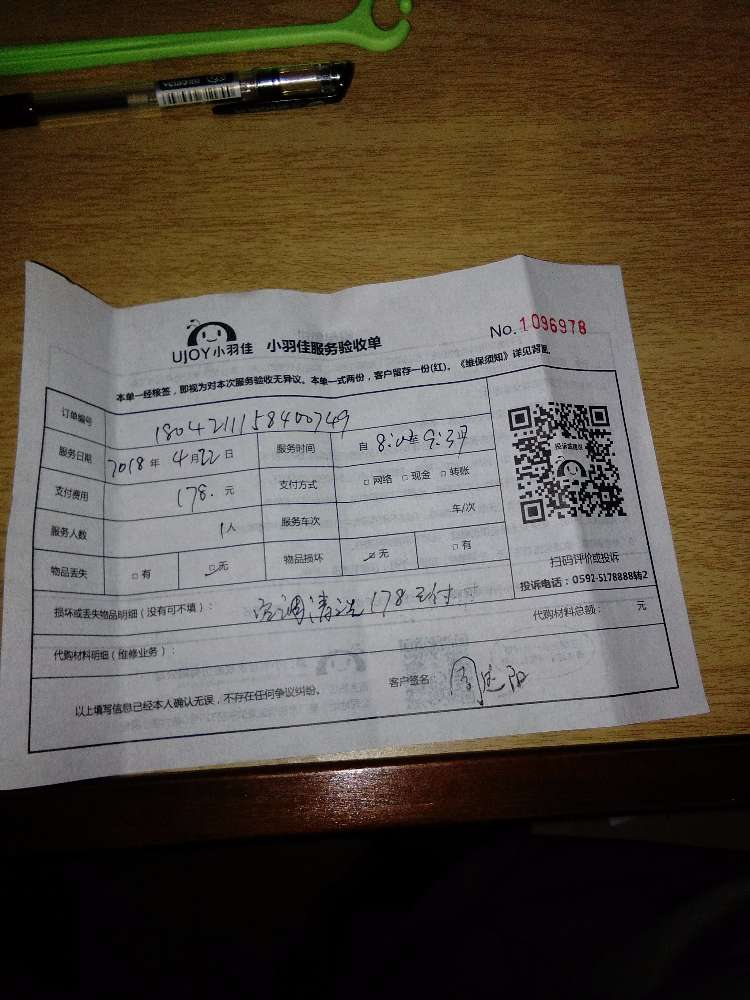 UJOY小羽佳 小羽佳服务验收单
No.1096978
本单一经核签，即视为对本次服务验收无异议。本单一式两份，客户留存一份(红)。《维保须知》详见背面
订单编号 1804211158400749
服务日期 2018年4月22日 服务时间 自 8:00至9:30
支付费用 178.元 支付方式 □网络 □现金 □转账
服务人数 1人 服务车次 车/次
物品丢失 □有 □无 物品损坏 □无 □有
投诉或建议
扫码评价或投诉
投诉电话：0592-5178888转2
损坏或丢失物品明细（没有可不填）： 空调清洗178 支付
代购材料总额： 元
代购材料明细（维修业务）：
以上填写信息已经本人确认无误，不存在任何争议纠纷。 客户签名